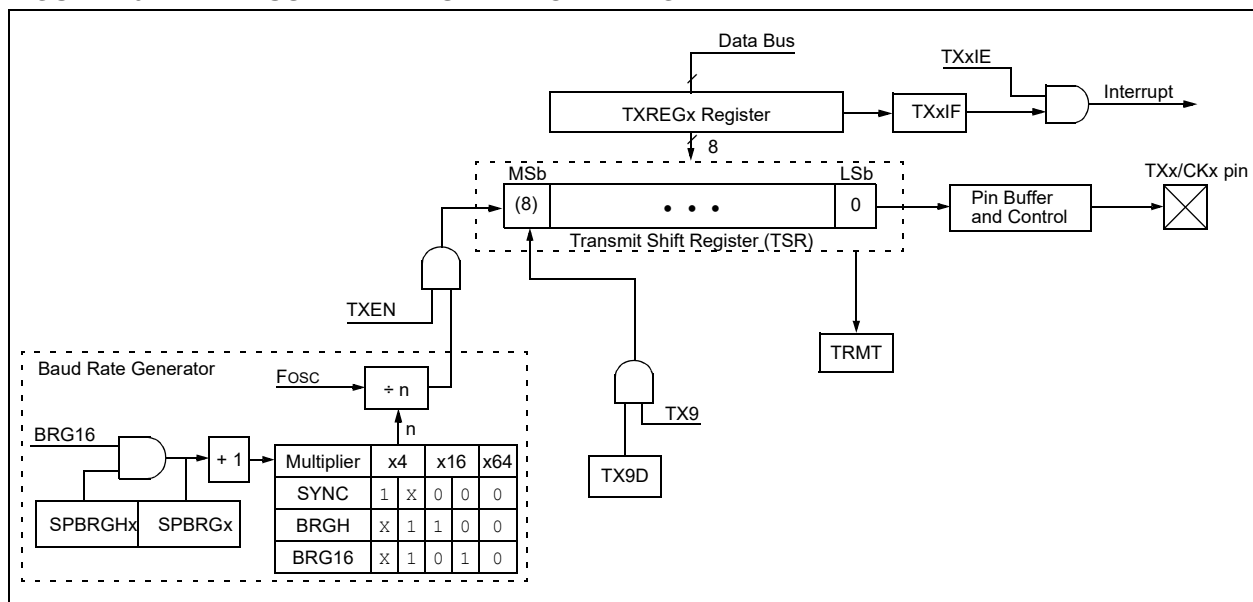 Data Bus
TXxIE
Interrupt
TXREGx Register
TXxIF
8
MSb
LSb
TXx/CKx pin
(8)
• • •
0
Pin Buffer
and Control
Transmit Shift Register (TSR)
TXEN
TRMT
Baud Rate Generator
FOSC
÷ n
TX9
n
BRG16
+ 1
Multiplier x4 x16 x64
TX9D
SYNC 1 X 0 0 0
SPBRGHx SPBRGx
BRGH X 1 1 0 0
BRG16 X 1 0 1 0